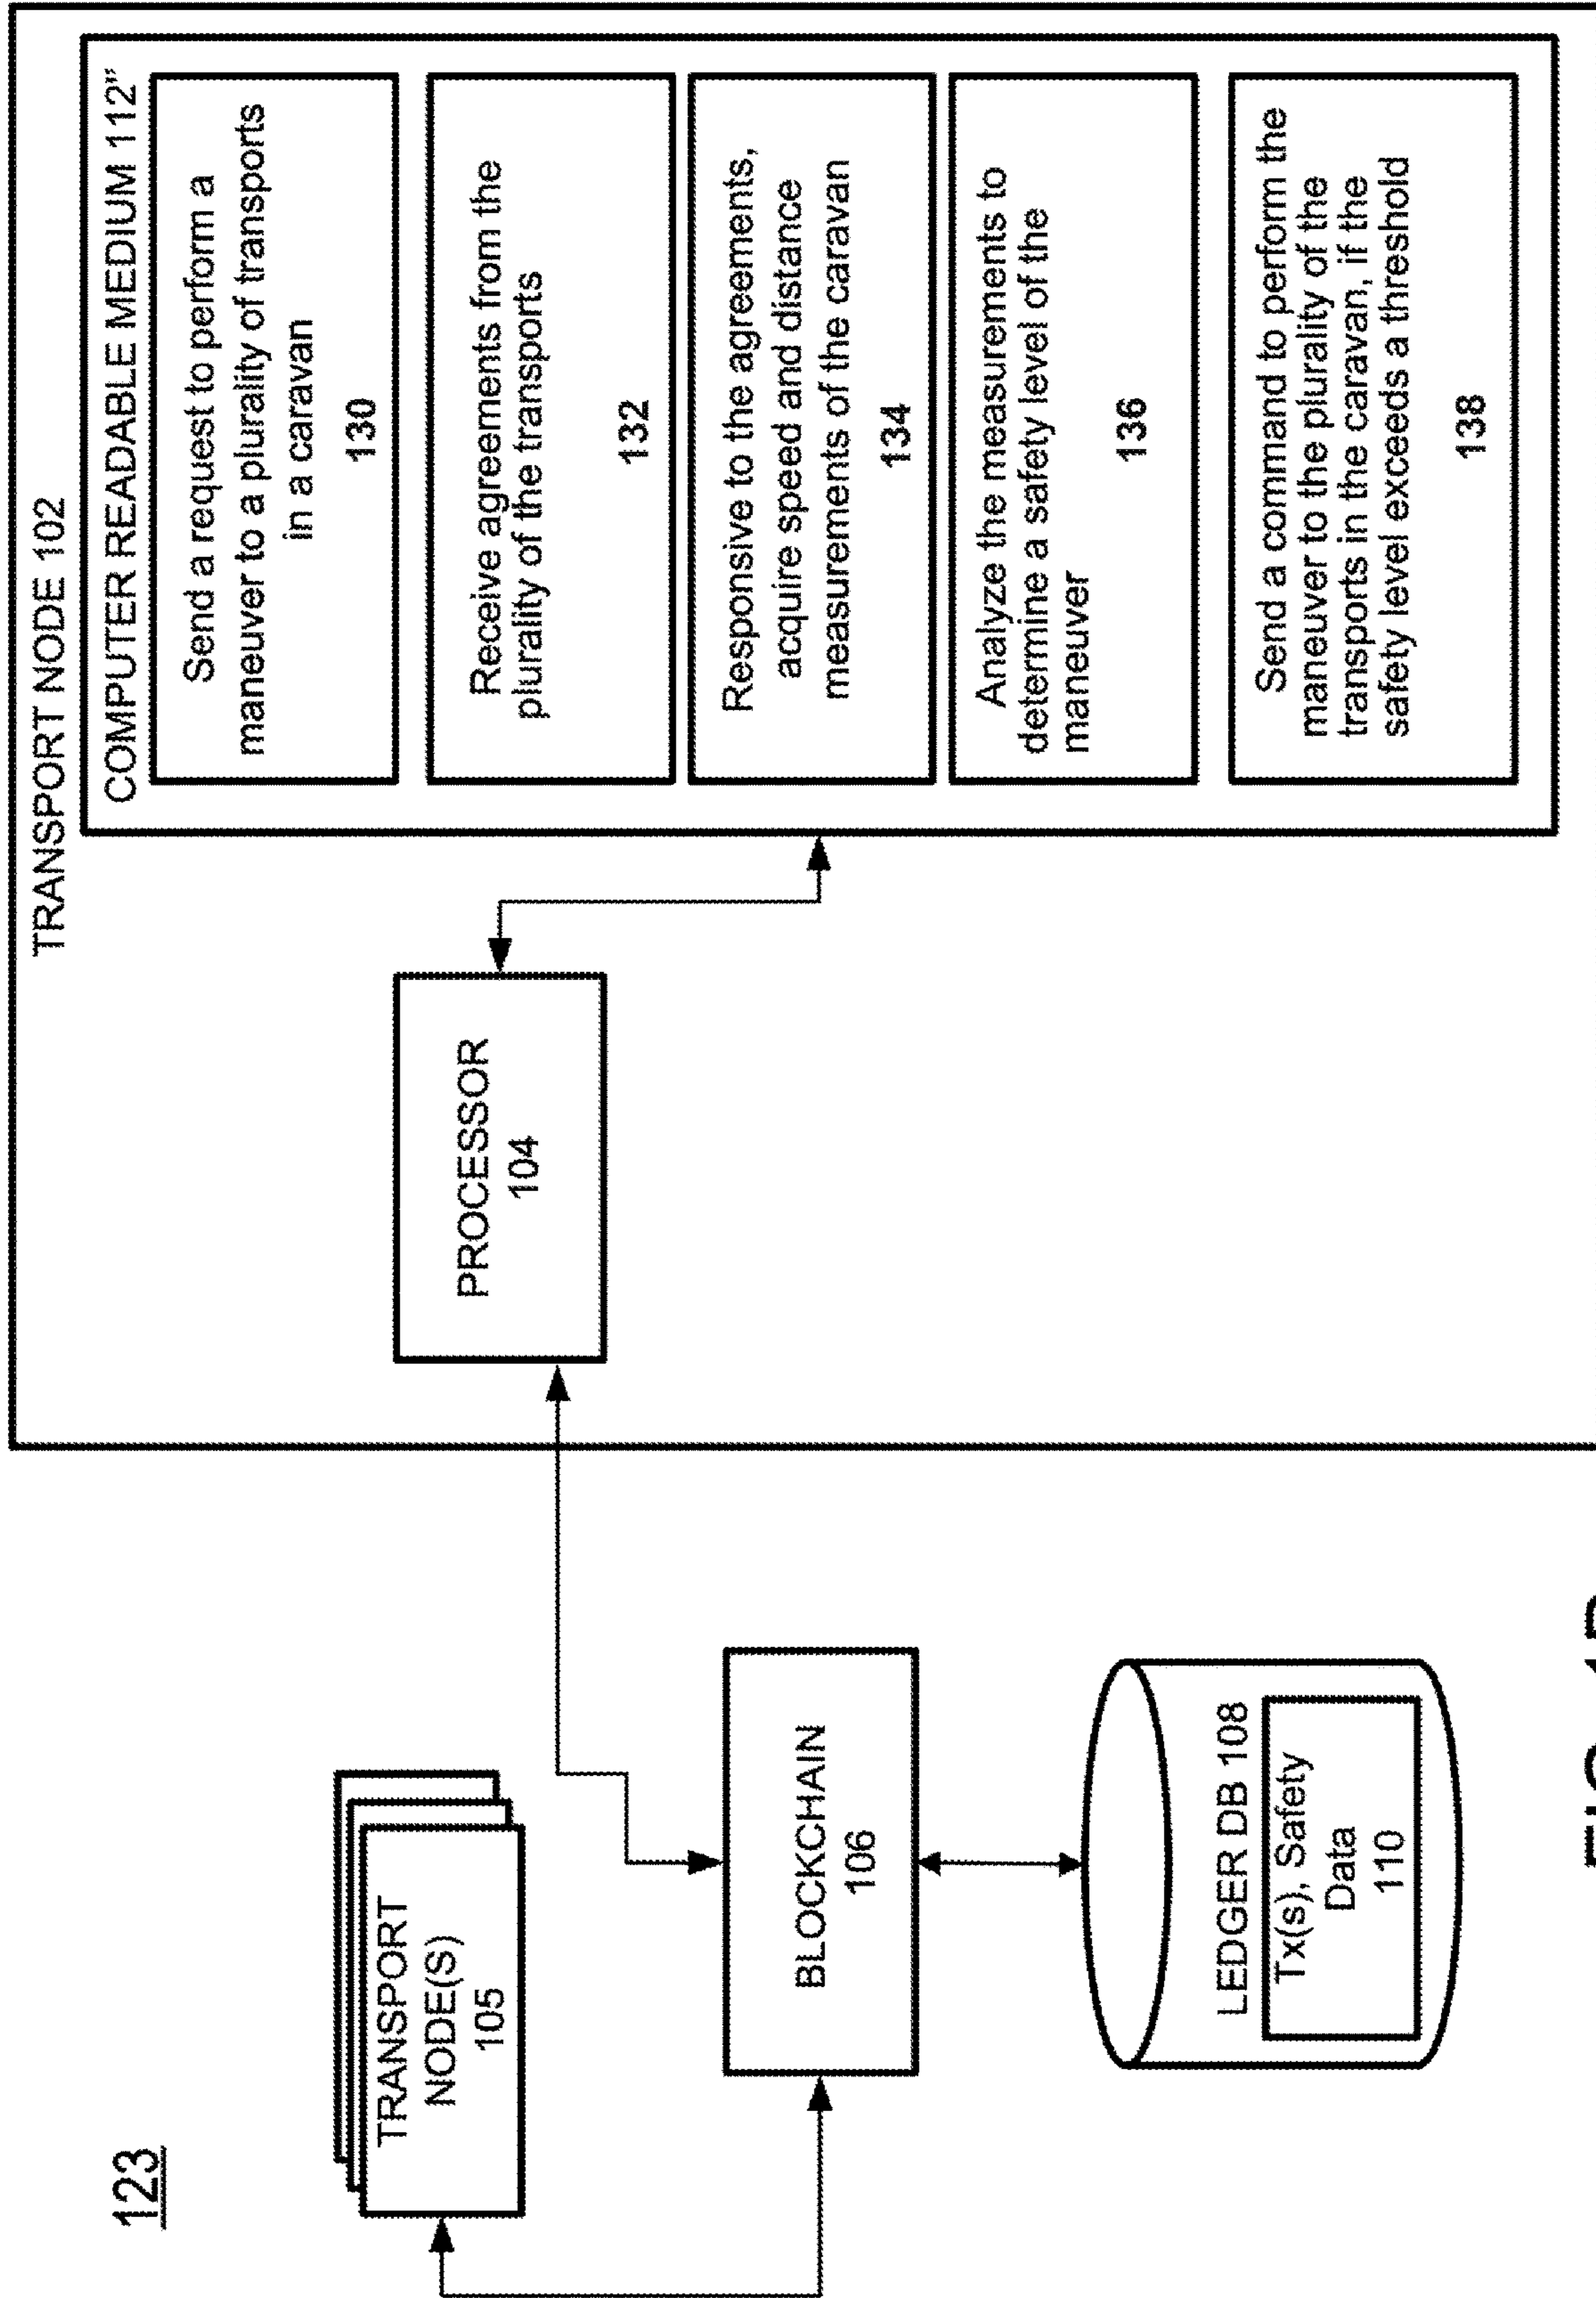 123
TRANSPORT NODE 102
COMPUTER READABLE MEDIUM 112”
Send a request to perform a
maneuver to a plurality of transports
in a caravan
130
Receive agreements from the
plurality of the transports
132
Responsive to the agreements,
acquire speed and distance
measurements of the caravan
134
Analyze the measurements to
determine a safety level of the
maneuver
136
Send a command to perform the
maneuver to the plurality of the
transports in the caravan, if the
safety level exceeds a threshold
138
PROCESSOR
104
TRANSPORT
NODE(S)
105
BLOCKCHAIN
106
LEDGER DB 108
Tx(s), Safety
Data
110